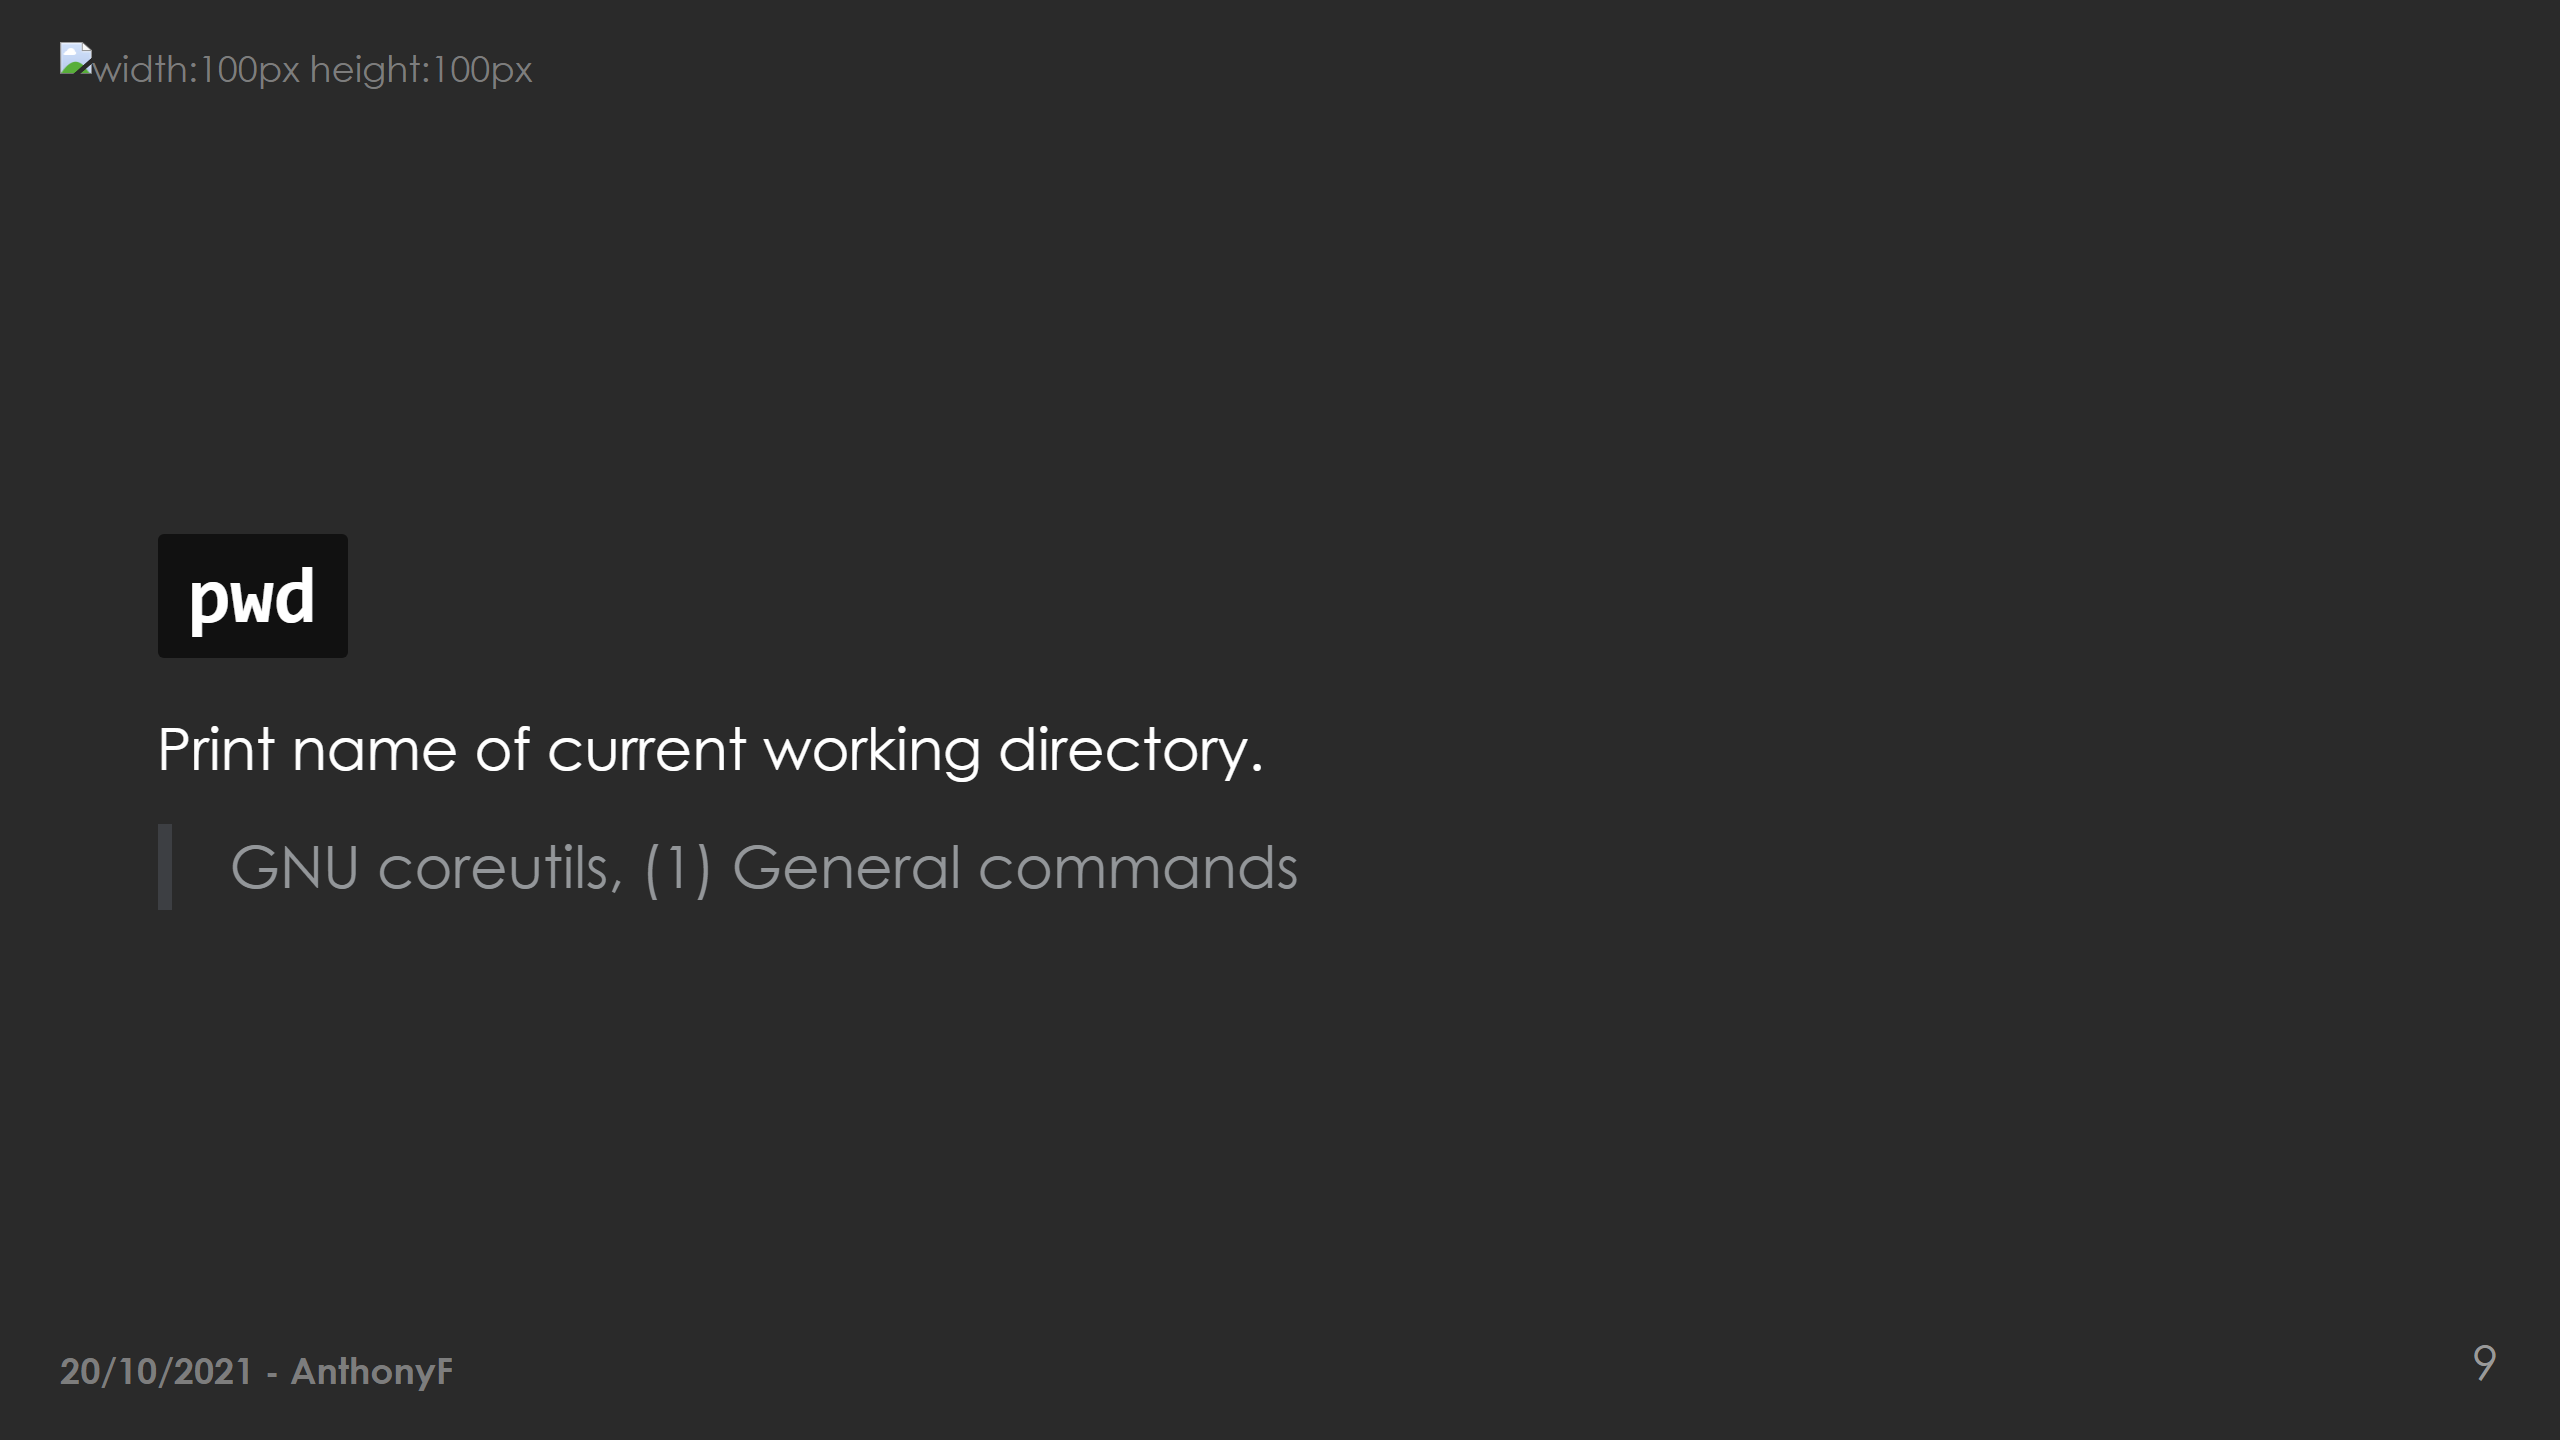 width:100px height:100px
pwd
Print name of current working directory.
GNU coreutils, (1) General commands
20/10/2021 - AnthonyF
9